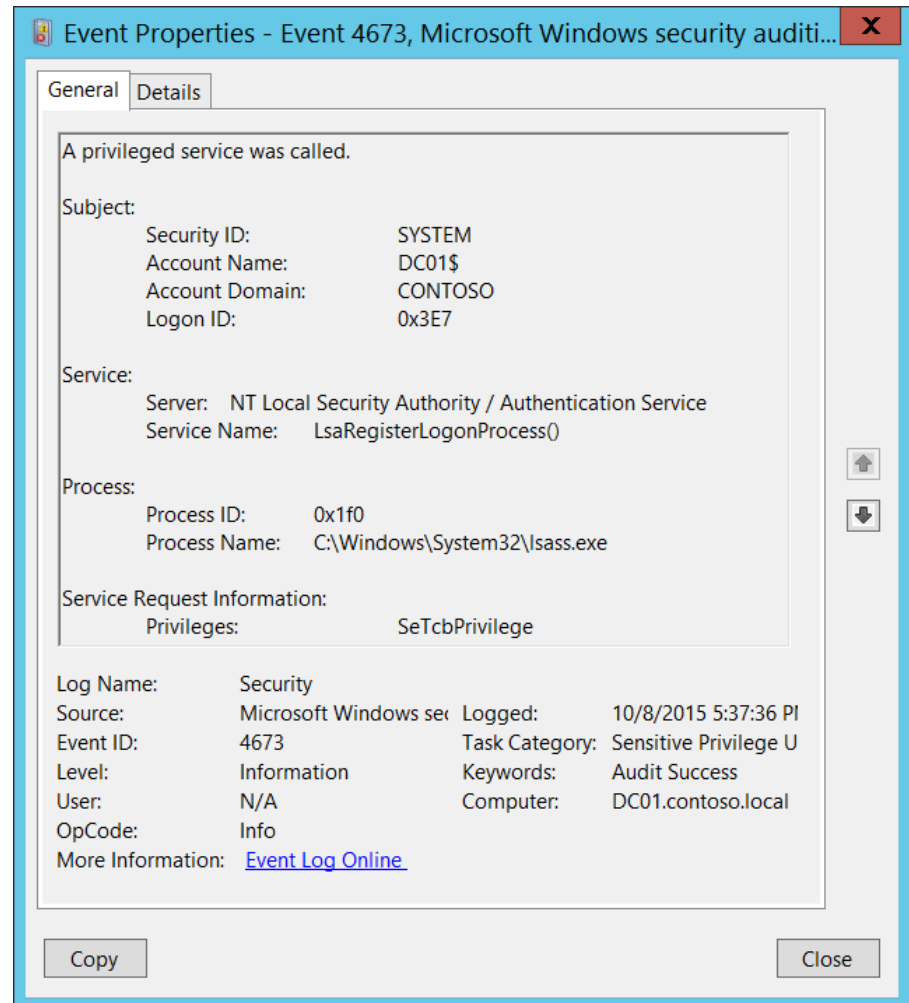 Event Properties - Event 4673, Microsoft Windows security auditi...
X
General Details
A privileged service was called.
Subject:
Security ID: SYSTEM
Account Name: DC01$
Account Domain: CONTOSO
Logon ID: 0x3E7
Service:
Server: NT Local Security Authority / Authentication Service
Service Name: LsaRegisterLogonProcess()
Process:
Process ID: 0x1f0
Process Name: C:\Windows\System32\lsass.exe
Service Request Information:
Privileges: SeTcbPrivilege
Log Name: Security
Source: Microsoft Windows sec Logged: 10/8/2015 5:37:36 PM
Event ID: 4673 Task Category: Sensitive Privilege U
Level: Information Keywords: Audit Success
User: N/A Computer: DC01.contoso.local
OpCode: Info
More Information: Event Log Online
Copy Close